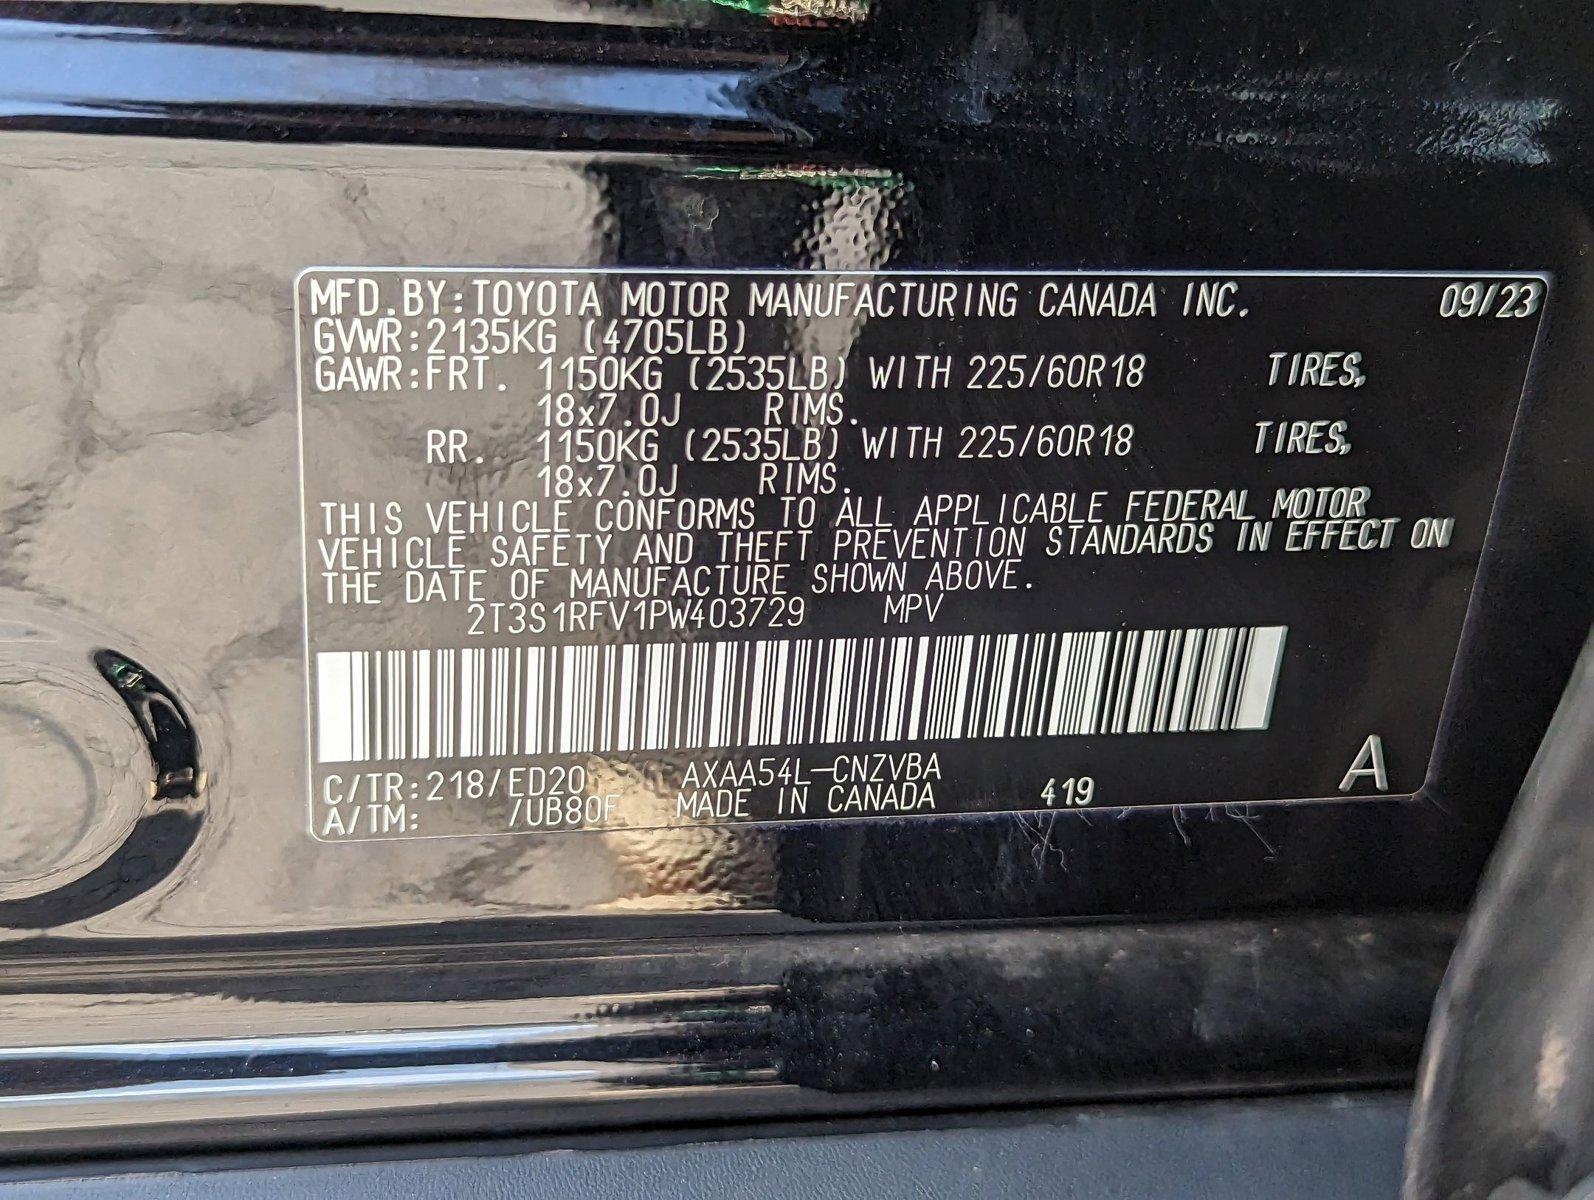 MFD.BY:TOYOTA MOTOR MANUFACTURING CANADA INC. 09/23
GVWR:2135KG (4705LB)
GAWR:FRT. 1150KG (2535LB) WITH 225/60R18 TIRES,
18x7.0J RIMS.
RR. 1150KG (2535LB) WITH 225/60R18 TIRES,
18x7.0J RIMS.
THIS VEHICLE CONFORMS TO ALL APPLICABLE FEDERAL MOTOR
VEHICLE SAFETY AND THEFT PREVENTION STANDARDS IN EFFECT ON
THE DATE OF MANUFACTURE SHOWN ABOVE.
2T3S1RFV1PW403729 MPV
C/TR:218/ED20 AXAA54L-CNZVBA
A/TM: /UB80F MADE IN CANADA 419 A